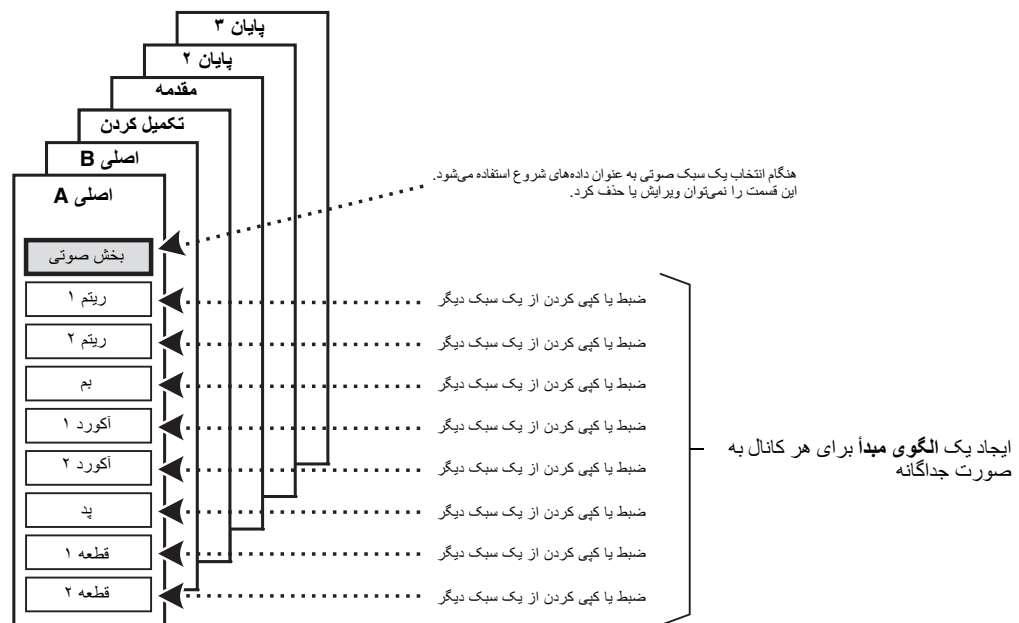 پایان ۳
پایان ۲
مقدمه
تکمیل کردن
اصلی B
اصلی A
هنگام انتخاب یک سبک صوتی به عنوان داده‌های شروع استفاده می‌شود.
این قسمت را نمی‌توان ویرایش یا حذف کرد.
بخش صوتی
ریتم ۱
ضبط یا کپی کردن از یک سبک دیگر
ریتم ۲
ضبط یا کپی کردن از یک سبک دیگر
بم
ضبط یا کپی کردن از یک سبک دیگر
آکورد ۱
ضبط یا کپی کردن از یک سبک دیگر
آکورد ۲
ضبط یا کپی کردن از یک سبک دیگر
پد
ضبط یا کپی کردن از یک سبک دیگر
قطعه ۱
ضبط یا کپی کردن از یک سبک دیگر
قطعه ۲
ضبط یا کپی کردن از یک سبک دیگر
ایجاد یک الگوی مبدأ برای هر کانال به
صورت جداگانه